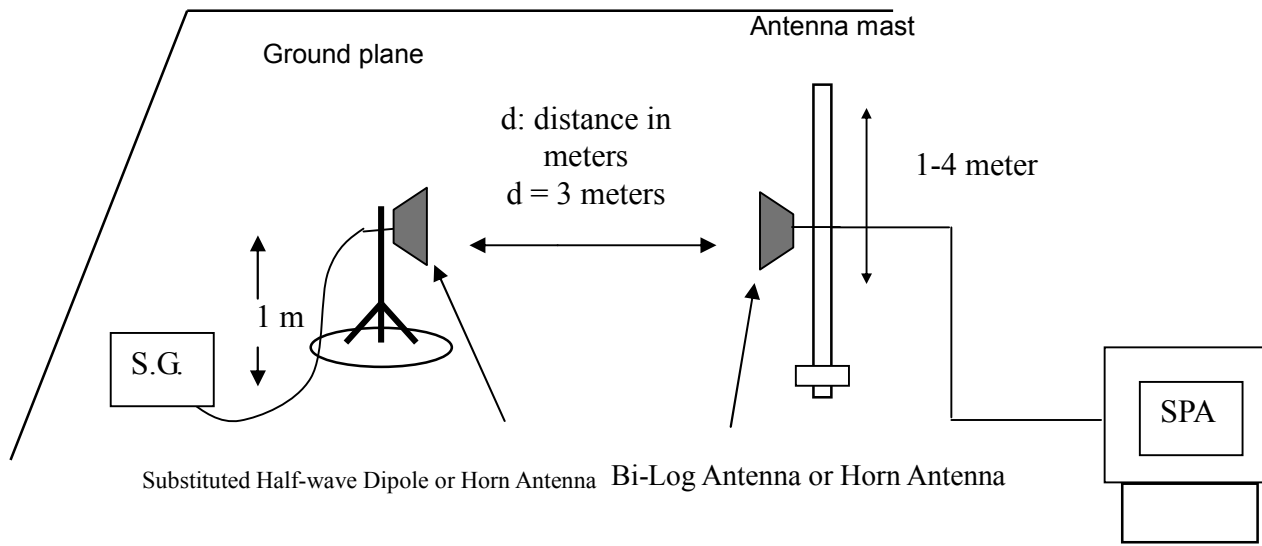 Antenna mast
Ground plane
d: distance in
meters
d = 3 meters
1-4 meter
1 m
S.G.
SPA
Substituted Half-wave Dipole or Horn Antenna
Bi-Log Antenna or Horn Antenna